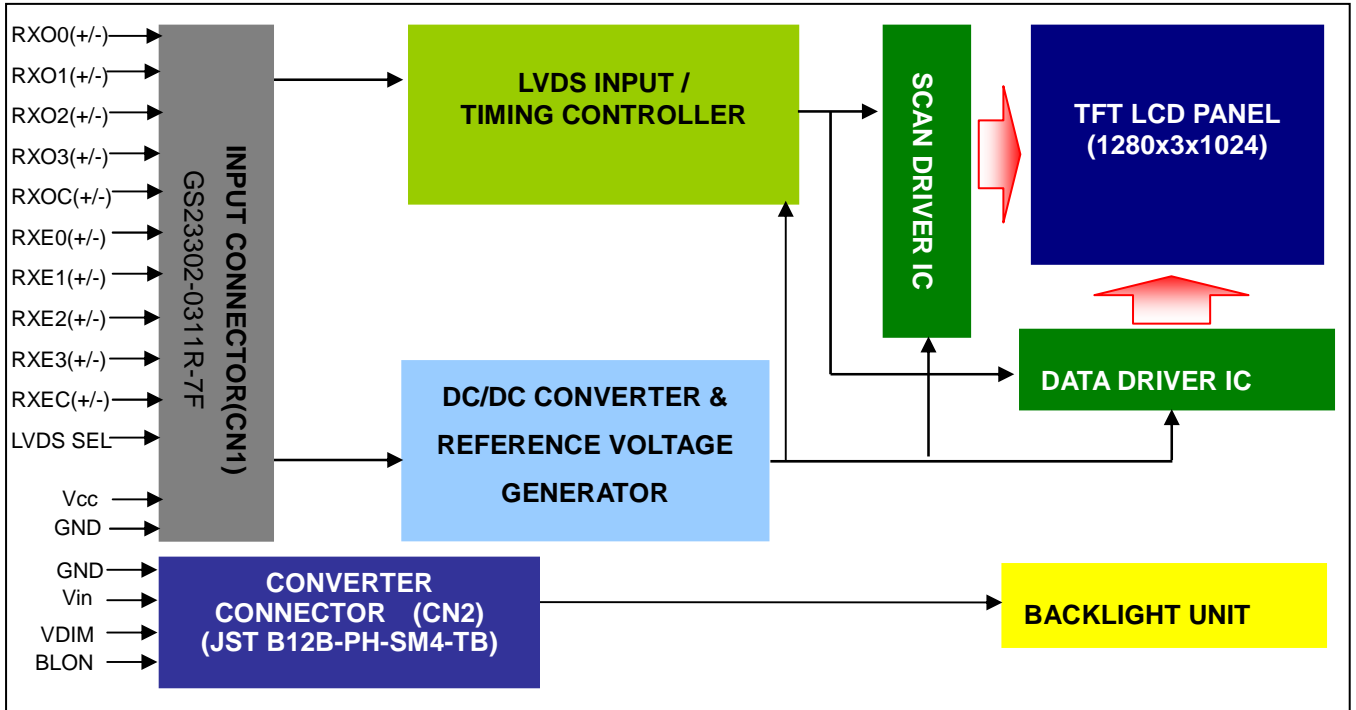 RXO0(+/-)
RXO1(+/-)
RXO2(+/-)
RXO3(+/-)
RXOC(+/-)
RXE0(+/-)
RXE1(+/-)
RXE2(+/-)
RXE3(+/-)
RXEC(+/-)
LVDS SEL
Vcc
GND
INPUT CONNECTOR(CN1)
GS23302-0311R-7F
LVDS INPUT /
TIMING CONTROLLER
SCAN DRIVER IC
TFT LCD PANEL
(1280x3x1024)
DC/DC CONVERTER &
REFERENCE VOLTAGE
GENERATOR
DATA DRIVER IC
GND
Vin
VDIM
BLON
CONVERTER
CONNECTOR (CN2)
(JST B12B-PH-SM4-TB)
BACKLIGHT UNIT